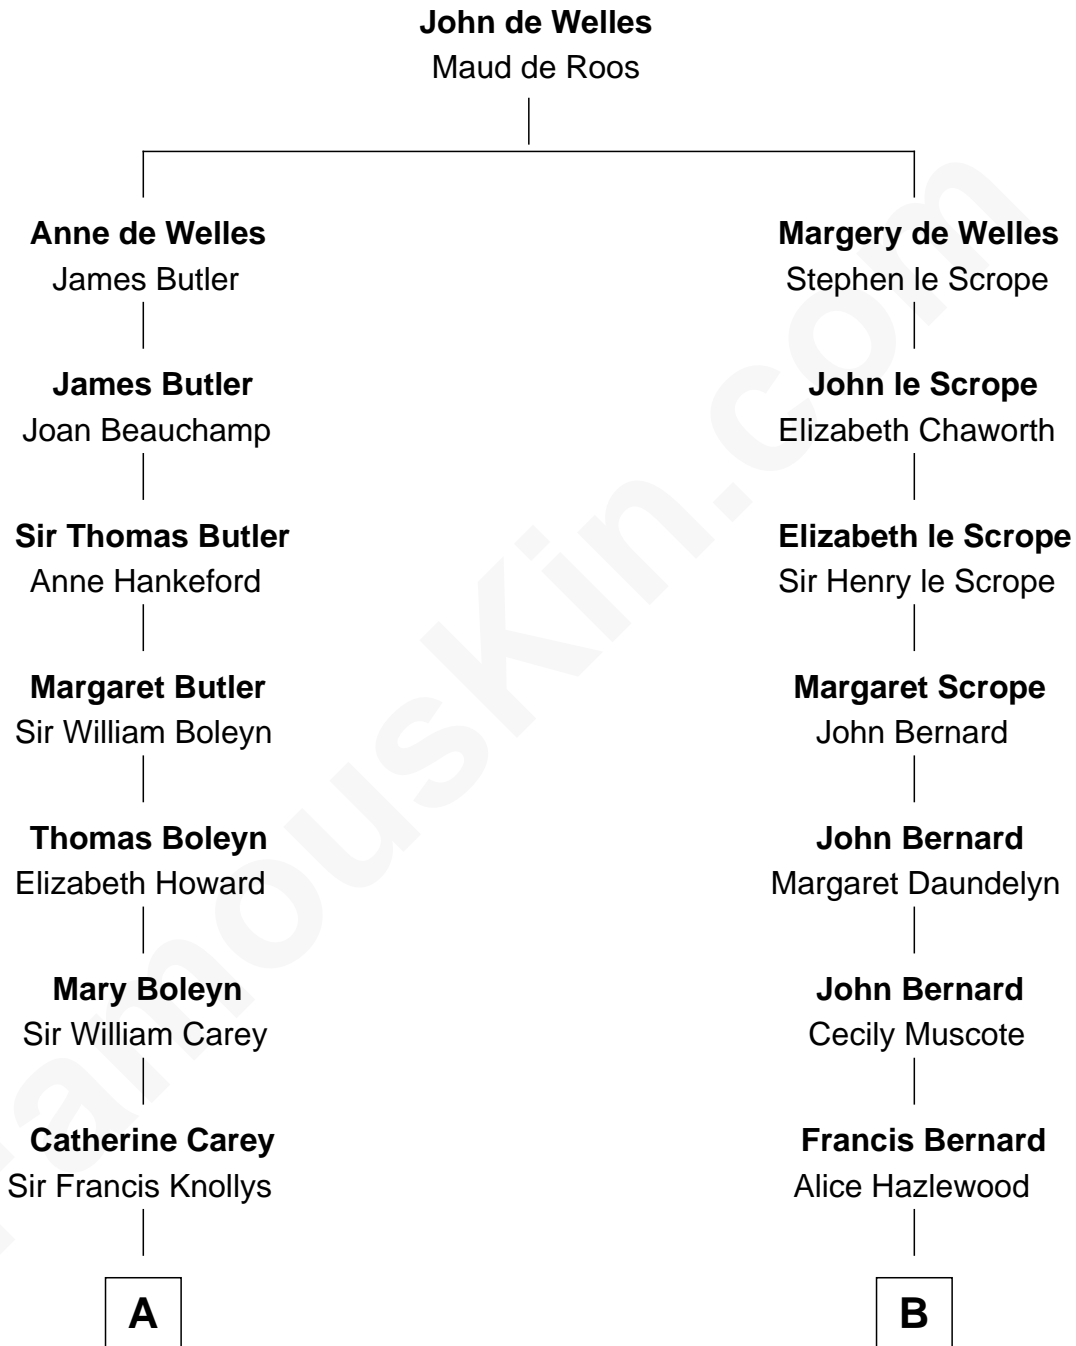 John de Welles
Maud de Roos
Anne de Welles
James Butler
Margery de Welles
Stephen le Scrope
James Butler
Joan Beauchamp
John le Scrope
Elizabeth Chaworth
Sir Thomas Butler
Anne Hankeford
Elizabeth le Scrope
Sir Henry le Scrope
Margaret Butler
Sir William Boleyn
Margaret Scrope
John Bernard
Thomas Boleyn
Elizabeth Howard
John Bernard
Margaret Daundelyn
Mary Boleyn
Sir William Carey
John Bernard
Cecily Muscote
Catherine Carey
Sir Francis Knollys
Francis Bernard
Alice Hazlewood
A
B
FamousKin.com